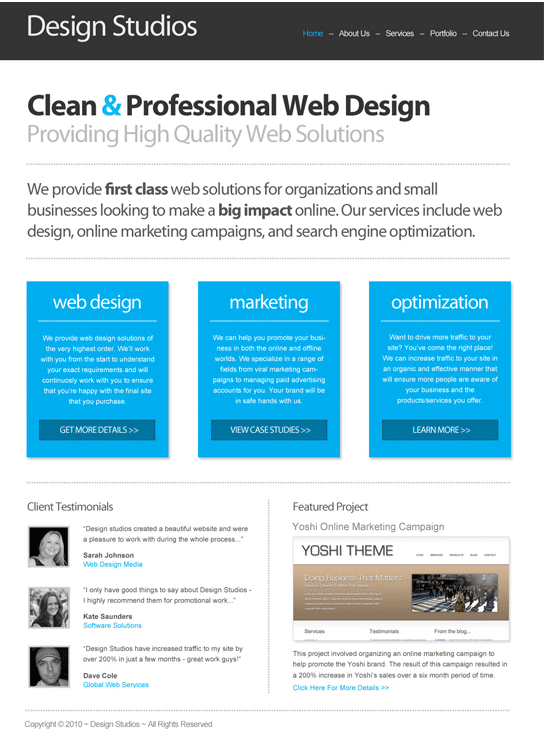 Design Studios
Home – About Us – Services – Portfolio – Contact Us
Clean & Professional Web Design
Providing High Quality Web Solutions
We provide first class web solutions for organizations and small
businesses looking to make a big impact online. Our services include web
design, online marketing campaigns, and search engine optimization.
web design
We provide web design solutions of
the very highest order. We'll work
with you from the start to understand
your exact requirements and will
continuosly work with you to ensure
that you're happy with the final site
that you purchase.
GET MORE DETAILS >>
marketing
We can help you promote your busi-
ness in both the online and offline
worlds. We specialize in a range of
fields from viral marketing cam-
paigns to managing paid advertising
accounts for you. Your brand will be
in safe hands with us.
VIEW CASE STUDIES >>
optimization
Want to drive more traffic to your
site? You've come the right place!
We can increase traffic to your site in
an organic and effective manner that
will ensure more people are aware of
your business and the
products/services you offer.
LEARN MORE >>
Client Testimonials
"Design studios created a beautiful website and were
a pleasure to work with during the whole process..."
Sarah Johnson
Web Design Media
"I only have good things to say about Design Studios -
I highly recommend them for promotional work..."
Kate Saunders
Software Solutions
"Design Studios have increased traffic to my site by
over 200% in just a few months - great work guys!"
Dave Cole
Global Web Services
Featured Project
Yoshi Online Marketing Campaign
YOSHI THEME
HOME SERVICES PRODUCTS BLOG CONTACT
Doing Business That Matters
Services Testimonials From the blog...
This project involved organizing an online marketing campaign to
help promote the Yoshi brand. The result of this campaign resulted in
a 200% increase in Yoshi's sales over a six month period of time.
Click Here For More Details >>
Copyright © 2010 ~ Design Studios ~ All Rights Reserved